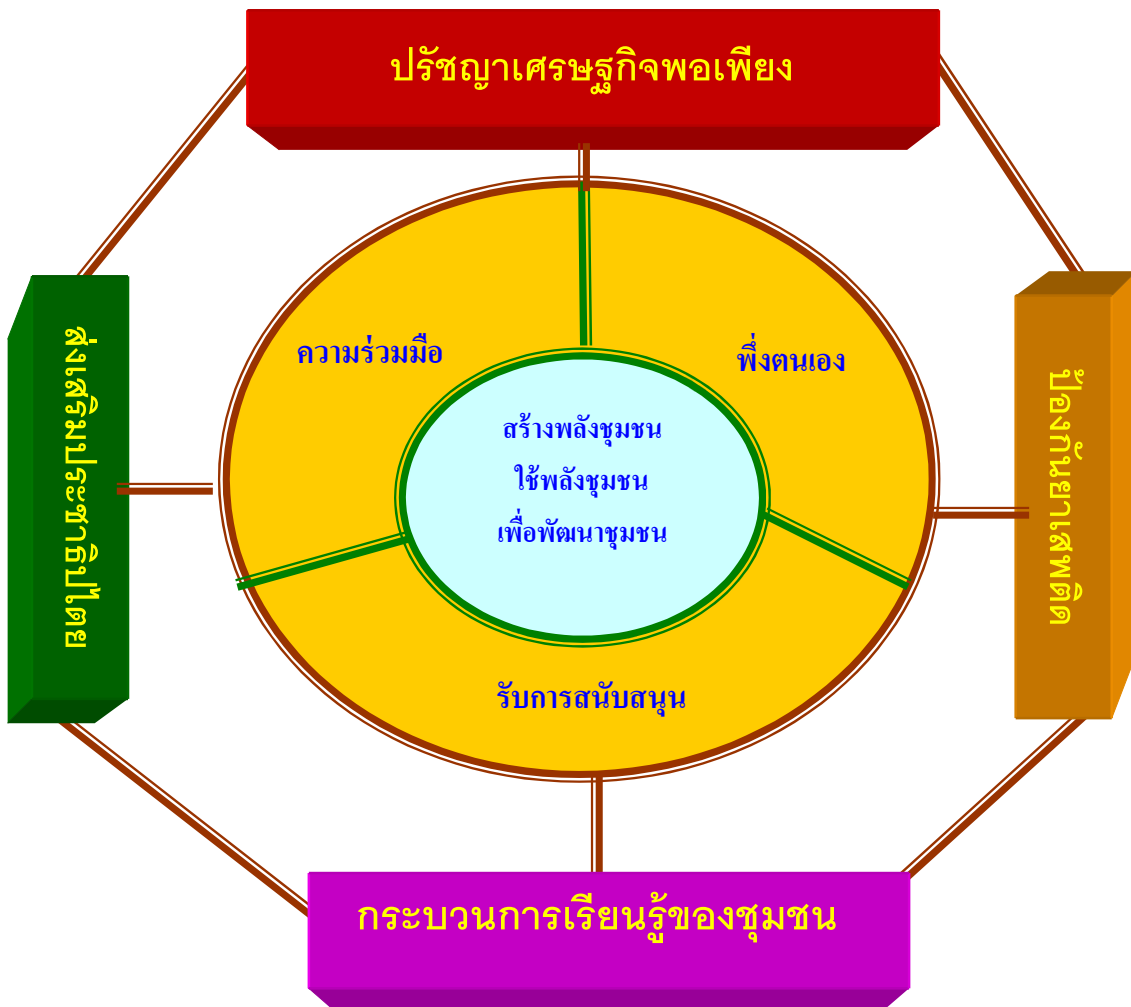 ปรัชญาเศรษฐกิจพอเพียง
ส่งเสริมประชาธิปไตย
ความร่วมมือ
พึ่งตนเอง
ป้องกันยาเสพติด
สร้างพลังชุมชน
ใช้พลังชุมชน
เพื่อพัฒนาชุมชน
รับการสนับสนุน
กระบวนการเรียนรู้ของชุมชน